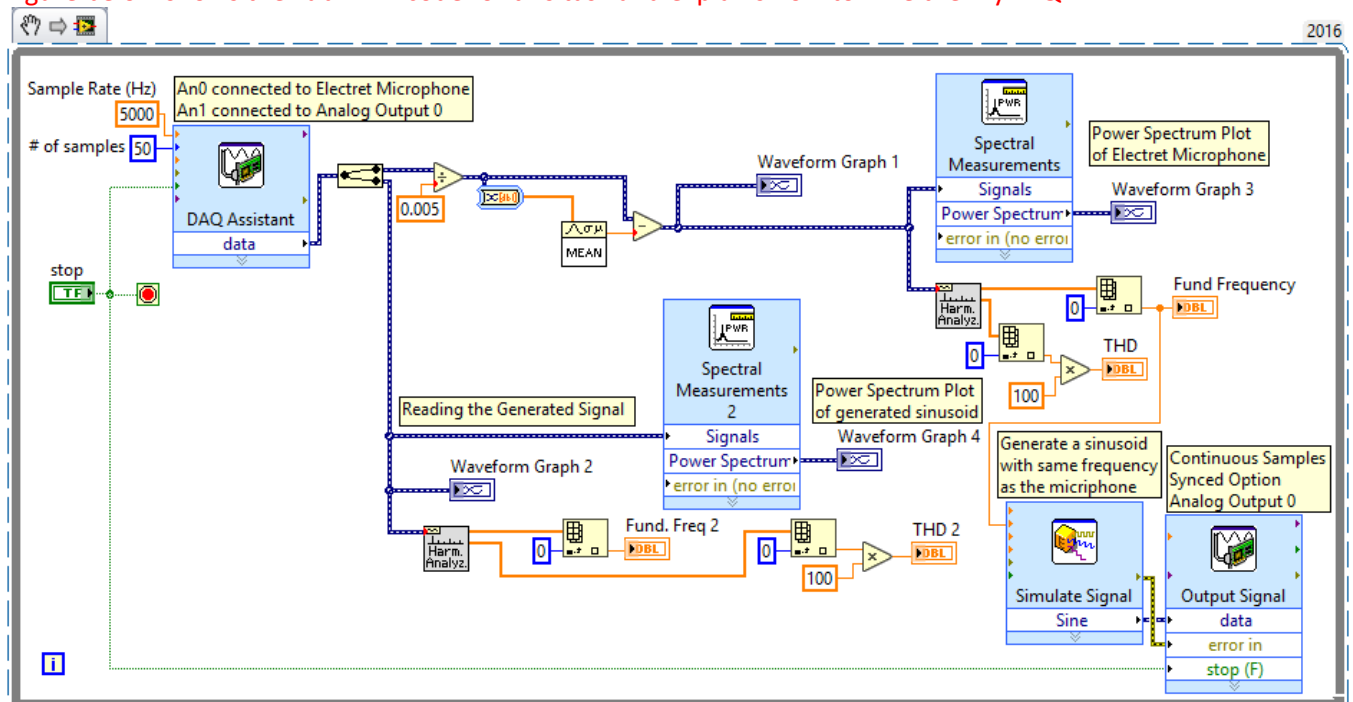 2016
Sample Rate (Hz)
5000
# of samples
50
An0 connected to Electret Microphone
An1 connected to Analog Output 0
DAQ Assistant
data
stop
TF
0.005
MEAN
Waveform Graph 1
PWR
Spectral
Measurements
Signals
Power Spectrum
error in (no erro
Power Spectrum Plot
of Electret Microphone
Waveform Graph 3
Harm.
Analyz.
0
Fund Frequency
DBL
0
THD
DBL
100
PWR
Spectral
Measurements
2
Signals
Power Spectrum
error in (no erro
Power Spectrum Plot
of generated sinusoid
Waveform Graph 4
Reading the Generated Signal
Waveform Graph 2
Harm.
Analyz.
0
Fund. Freq 2
DBL
0
100
THD 2
DBL
Generate a sinusoid
with same frequency
as the micriphone
Simulate Signal
Sine
Continuous Samples
Synced Option
Analog Output 0
Output Signal
data
error in
stop (F)
i